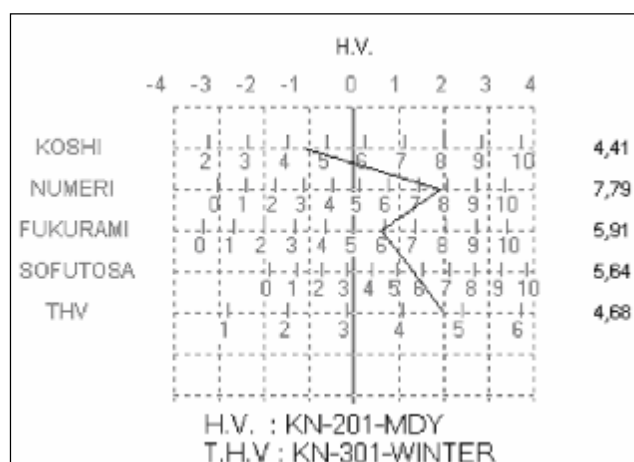 H.V.
-4 -3 -2 -1 0 1 2 3 4
KOSHI 2 3 4 5 6 7 8 9 10 4,41
NUMERI 0 1 2 3 4 5 6 7 8 9 10 7,79
FUKURAMI 0 1 2 3 4 5 6 7 8 9 10 5,91
SOFUTOSA 0 1 2 3 4 5 6 7 8 9 10 5,64
THV 1 2 3 4 5 6 4,68
H.V. : KN-201-MDY
T.H.V : KN-301-WINTER